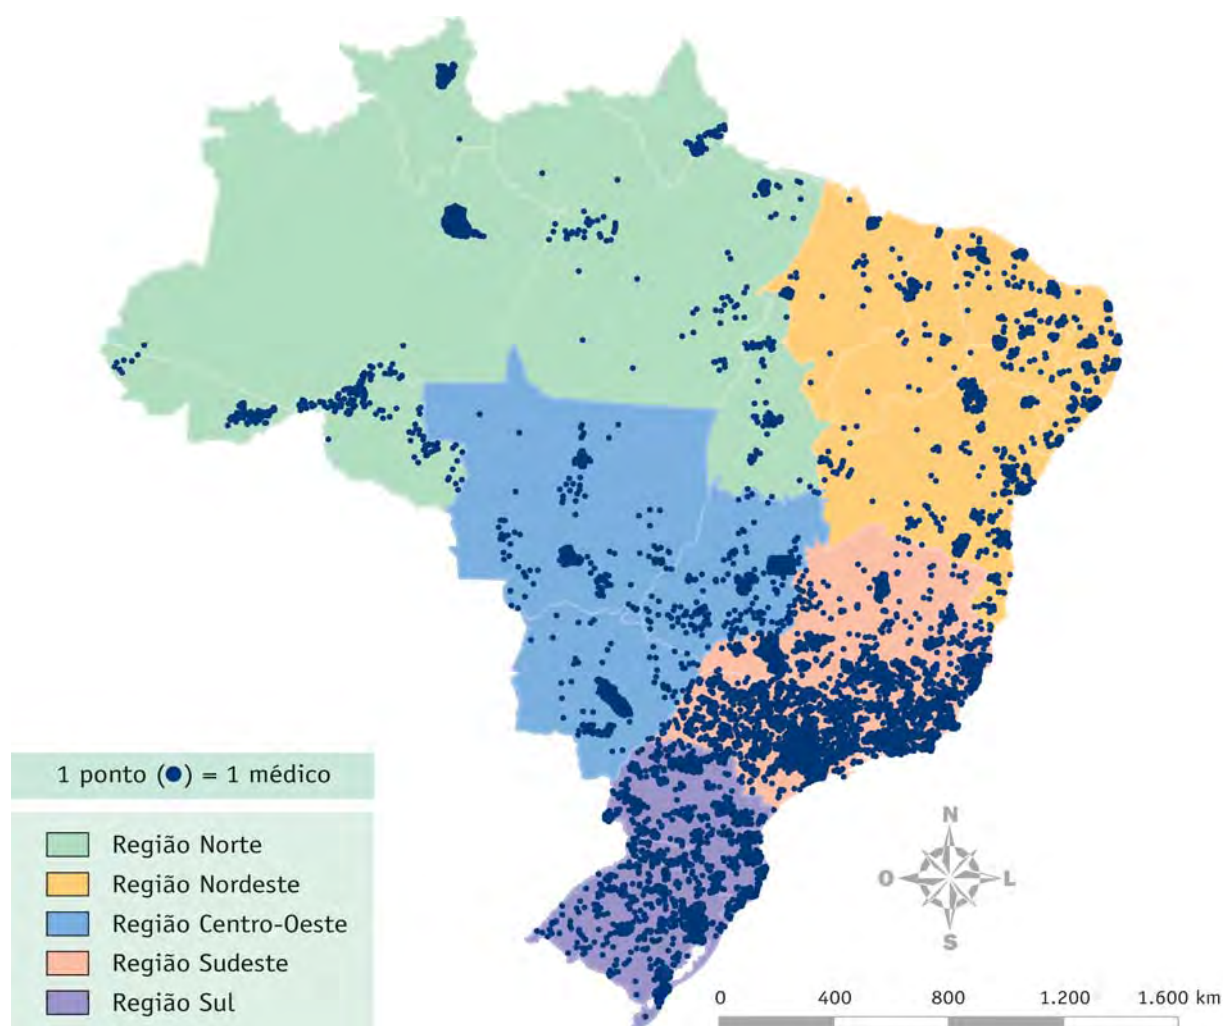 1 ponto (●) = 1 médico
Região Norte
Região Nordeste
Região Centro-Oeste
Região Sudeste
Região Sul
N
O L
S
0 400 800 1.200 1.600 km